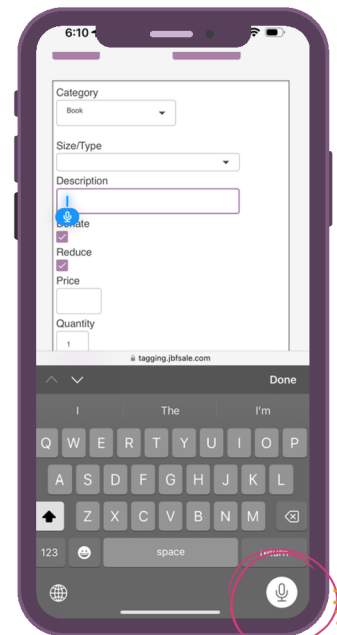 6:10
Category
Book
Size/Type
Description
Donate
Reduce
Price
Quantity
1
tagging.jbfsale.com
Done
I The I'm
Q W E R T Y U I O P
A S D F G H J K L
Z X C V B N M
123 space return